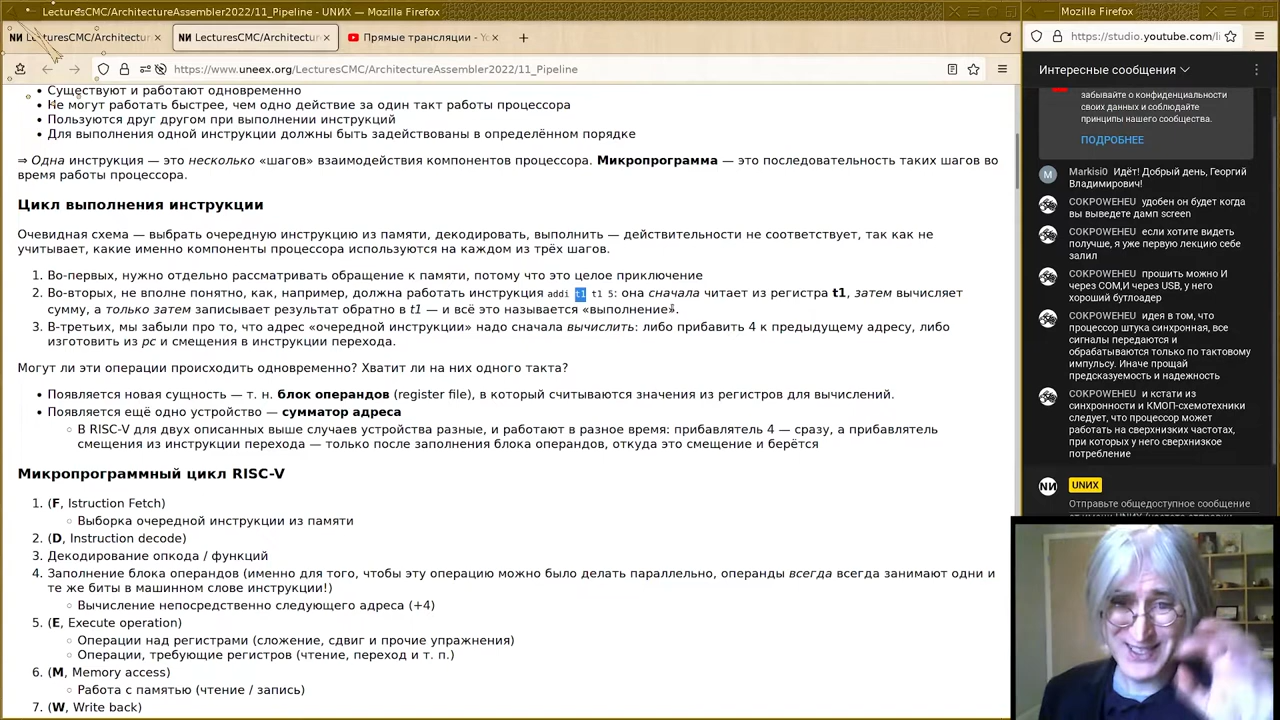 LecturesCMC/ArchitectureAssembler2022/11_Pipeline - UNИX — Mozilla Firefox
Mozilla Firefox
LecturesCMC/Architectur
LecturesCMC/Architectur
Прямые трансляции - Yo
https://www.uneex.org/LecturesCMC/ArchitectureAssembler2022/11_Pipeline
https://studio.youtube.com/li
Существуют и работают одновременно
Не могут работать быстрее, чем одно действие за один такт работы процессора
Пользуются друг другом при выполнении инструкций
Для выполнения одной инструкции должны быть задействованы в определённом порядке
⇒ Одна инструкция — это несколько «шагов» взаимодействия компонентов процессора. Микропрограмма — это последовательность таких шагов во
время работы процессора.
Цикл выполнения инструкции
Очевидная схема — выбрать очередную инструкцию из памяти, декодировать, выполнить — действительности не соответствует, так как не
учитывает, какие именно компоненты процессора используются на каждом из трёх шагов.
1. Во-первых, нужно отдельно рассматривать обращение к памяти, потому что это целое приключение
2. Во-вторых, не вполне понятно, как, например, должна работать инструкция addi t1 t1 5: она сначала читает из регистра t1, затем вычисляет
сумму, а только затем записывает результат обратно в t1 — и всё это называется «выполнение».
3. В-третьих, мы забыли про то, что адрес «очередной инструкции» надо сначала вычислить: либо прибавить 4 к предыдущему адресу, либо
изготовить из pc и смещения в инструкции перехода.
Могут ли эти операции происходить одновременно? Хватит ли на них одного такта?
Появляется новая сущность — т. н. блок операндов (register file), в который считываются значения из регистров для вычислений.
Появляется ещё одно устройство — сумматор адреса
В RISC-V для двух описанных выше случаев устройства разные, и работают в разное время: прибавлятель 4 — сразу, а прибавлятель
смещения из инструкции перехода — только после заполнения блока операндов, откуда это смещение и берётся
Микропрограммный цикл RISC-V
1. (F, Istruction Fetch)
Выборка очередной инструкции из памяти
2. (D, Instruction decode)
3. Декодирование опкода / функций
4. Заполнение блока операндов (именно для того, чтобы эту операцию можно было делать параллельно, операнды всегда всегда занимают одни и
те же биты в машинном слове инструкции!)
Вычисление непосредственно следующего адреса (+4)
5. (E, Execute operation)
Операции над регистрами (сложение, сдвиг и прочие упражнения)
Операции, требующие регистров (чтение, переход и т. п.)
6. (M, Memory access)
Работа с памятью (чтение / запись)
7. (W, Write back)
Интересные сообщения
забывайте о конфиденциальности
своих данных и соблюдайте
принципы нашего сообщества.
ПОДРОБНЕЕ
M Markisi0 Идёт! Добрый день, Георгий
Владимирович!
COKPOWEHEU удобен он будет когда
вы выведете дамп screen
COKPOWEHEU если хотите видеть
получше, я уже первую лекцию себе
залил
COKPOWEHEU прошить можно И
через COM,И через USB, у него
хороший бутлоадер
COKPOWEHEU идея в том, что
процессор штука синхронная, все
сигналы передаются и
обрабатываются только по тактовому
импульсу. Иначе прощай
предсказуемость и надежность
COKPOWEHEU и кстати из
синхронности и КМОП-схемотехники
следует, что процессор может
работать на сверхнизких частотах,
при которых у него сверхнизкое
потребление
NИ UNИX
Отправьте общедоступное сообщение